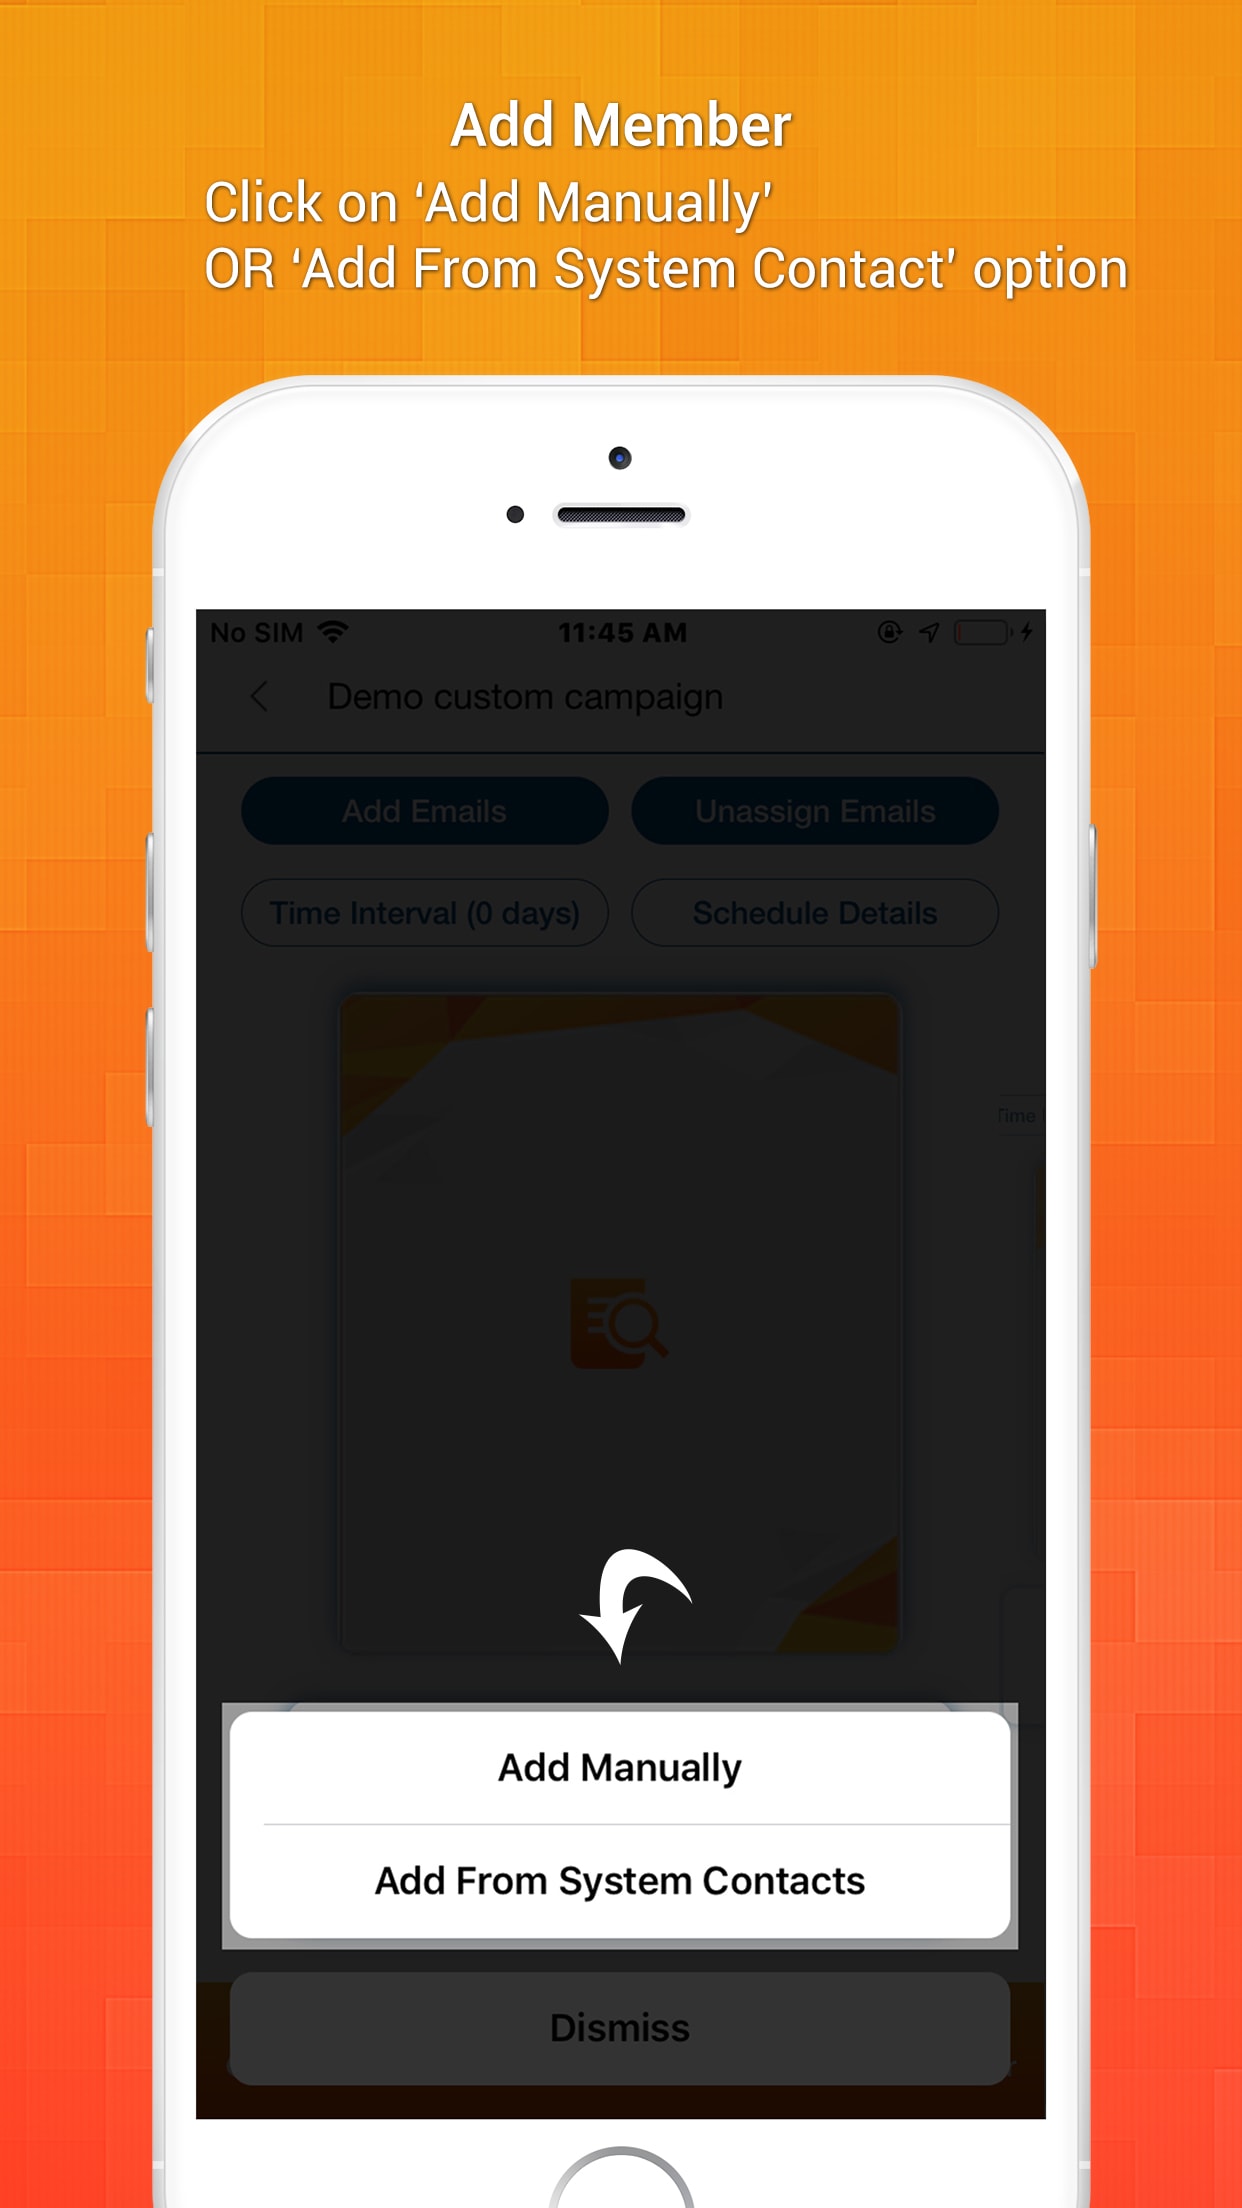 Add Member
Click on ‘Add Manually’
OR ‘Add From System Contact’ option
No SIM 11:45 AM
Demo custom campaign
Add Emails Unassign Emails
Time Interval (0 days) Schedule Details
Time
Add Manually
Add From System Contacts
Dismiss